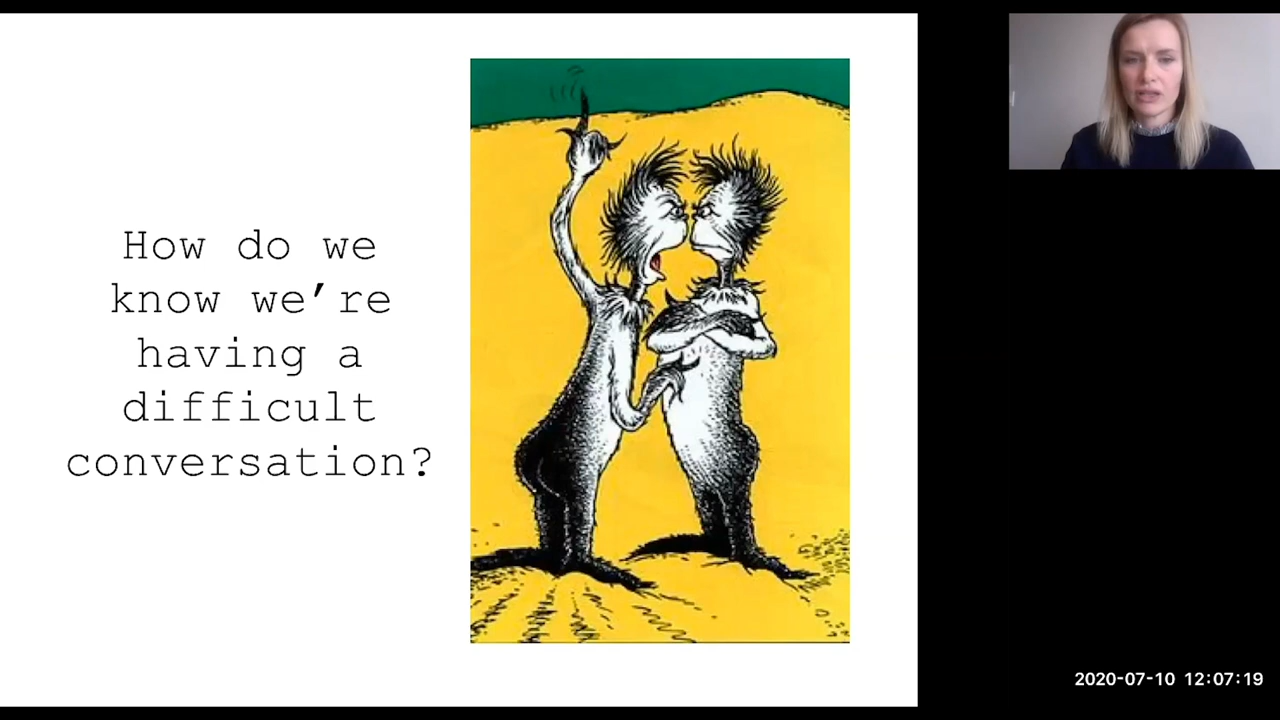 How do we
know we’re
having a
difficult
conversation?
2020-07-10 12:07:19